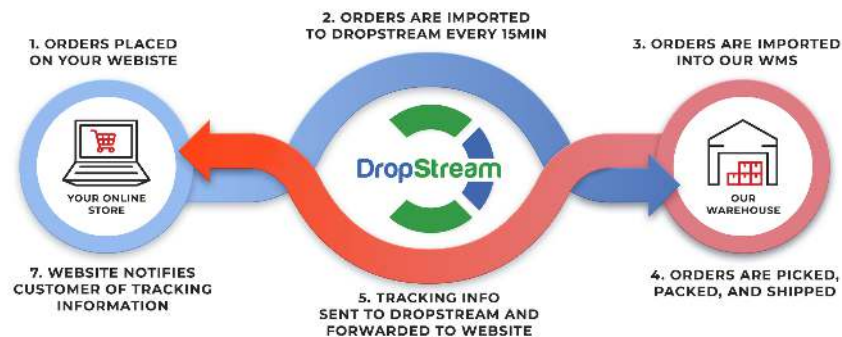 1. ORDERS PLACED
ON YOUR WEBISTE
2. ORDERS ARE IMPORTED
TO DROPSTREAM EVERY 15MIN
3. ORDERS ARE IMPORTED
INTO OUR WMS
YOUR ONLINE
STORE
DropStream
OUR
WAREHOUSE
7. WEBSITE NOTIFIES
CUSTOMER OF TRACKING
INFORMATION
5. TRACKING INFO
SENT TO DROPSTREAM AND
FORWARDED TO WEBSITE
4. ORDERS ARE PICKED,
PACKED, AND SHIPPED